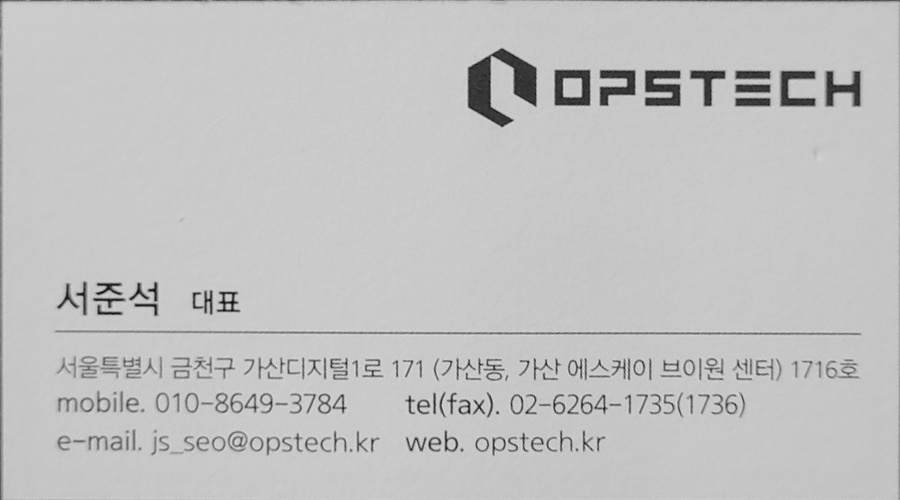 OPSTECH
서준석 대표
서울특별시 금천구 가산디지털1로 171 (가산동, 가산 에스케이 브이원 센터) 1716호
mobile. 010-8649-3784 tel(fax). 02-6264-1735(1736)
e-mail. js_seo@opstech.kr web. opstech.kr